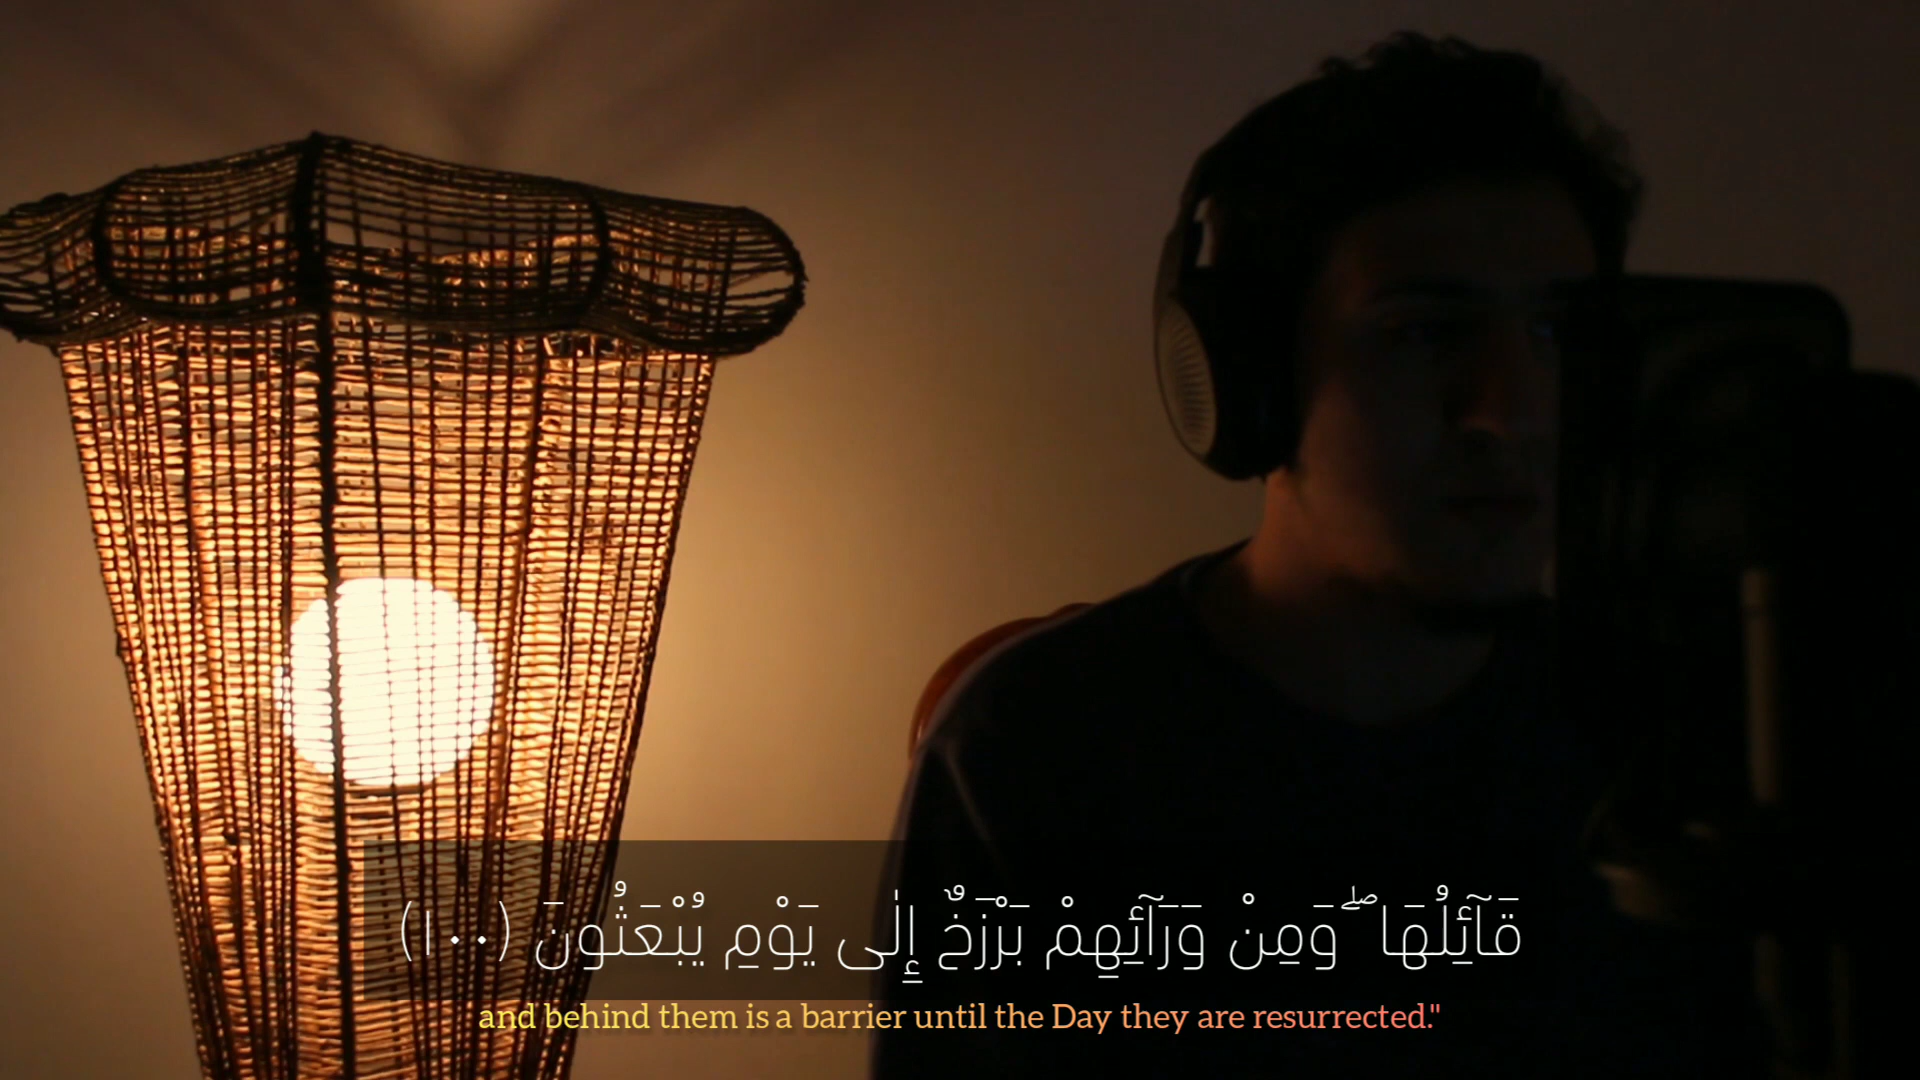 قَآئِلُهَا ۖ وَمِنْ وَرَآئِهِمْ بَرْزَخٌ إِلٰى يَوْمِ يُبْعَثُونَ (١٠٠)
and behind them is a barrier until the Day they are resurrected."